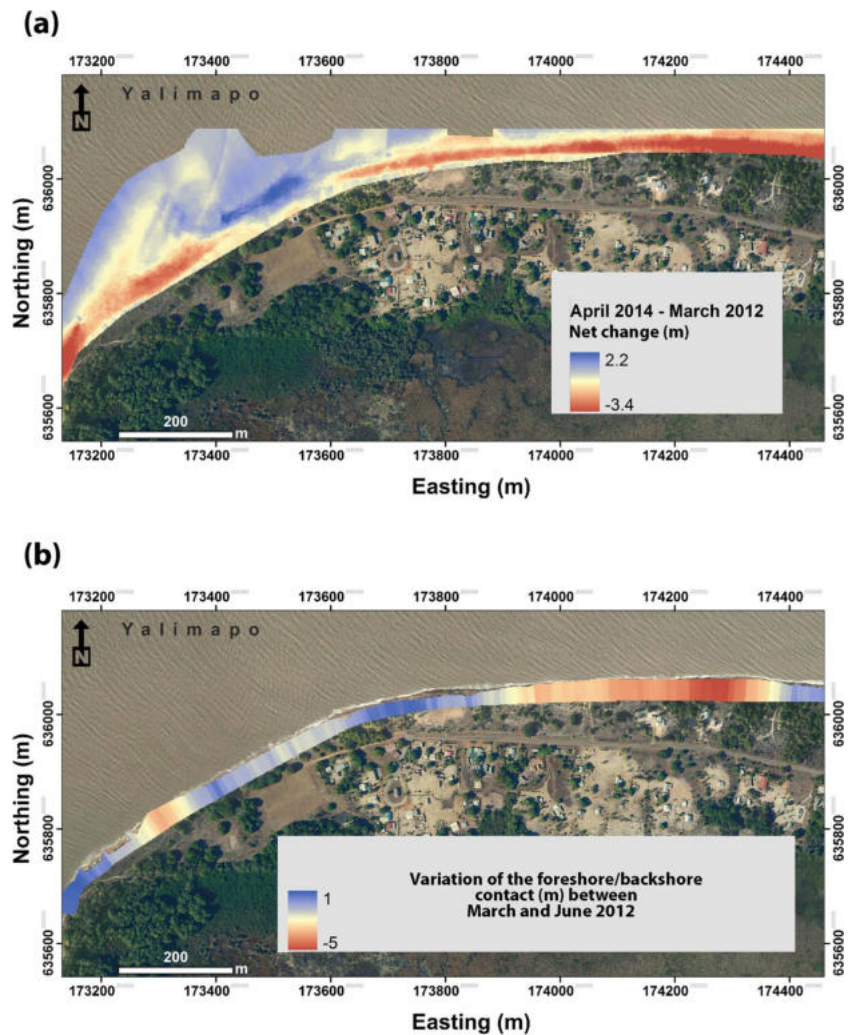 (a)
173200 173400 173600 173800 174000 174200 174400
Yalimapo
N
Northing (m)
636000
635800
635600
636000
635800
635600
April 2014 - March 2012
Net change (m)
2.2
-3.4
200
m
173200 173400 173600 173800 174000 174200 174400
Easting (m)
(b)
173200 173400 173600 173800 174000 174200 174400
Yalimapo
N
Northing (m)
636000
635800
635600
636000
635800
635600
Variation of the foreshore/backshore
contact (m) between
March and June 2012
1
-5
200
m
173200 173400 173600 173800 174000 174200 174400
Easting (m)